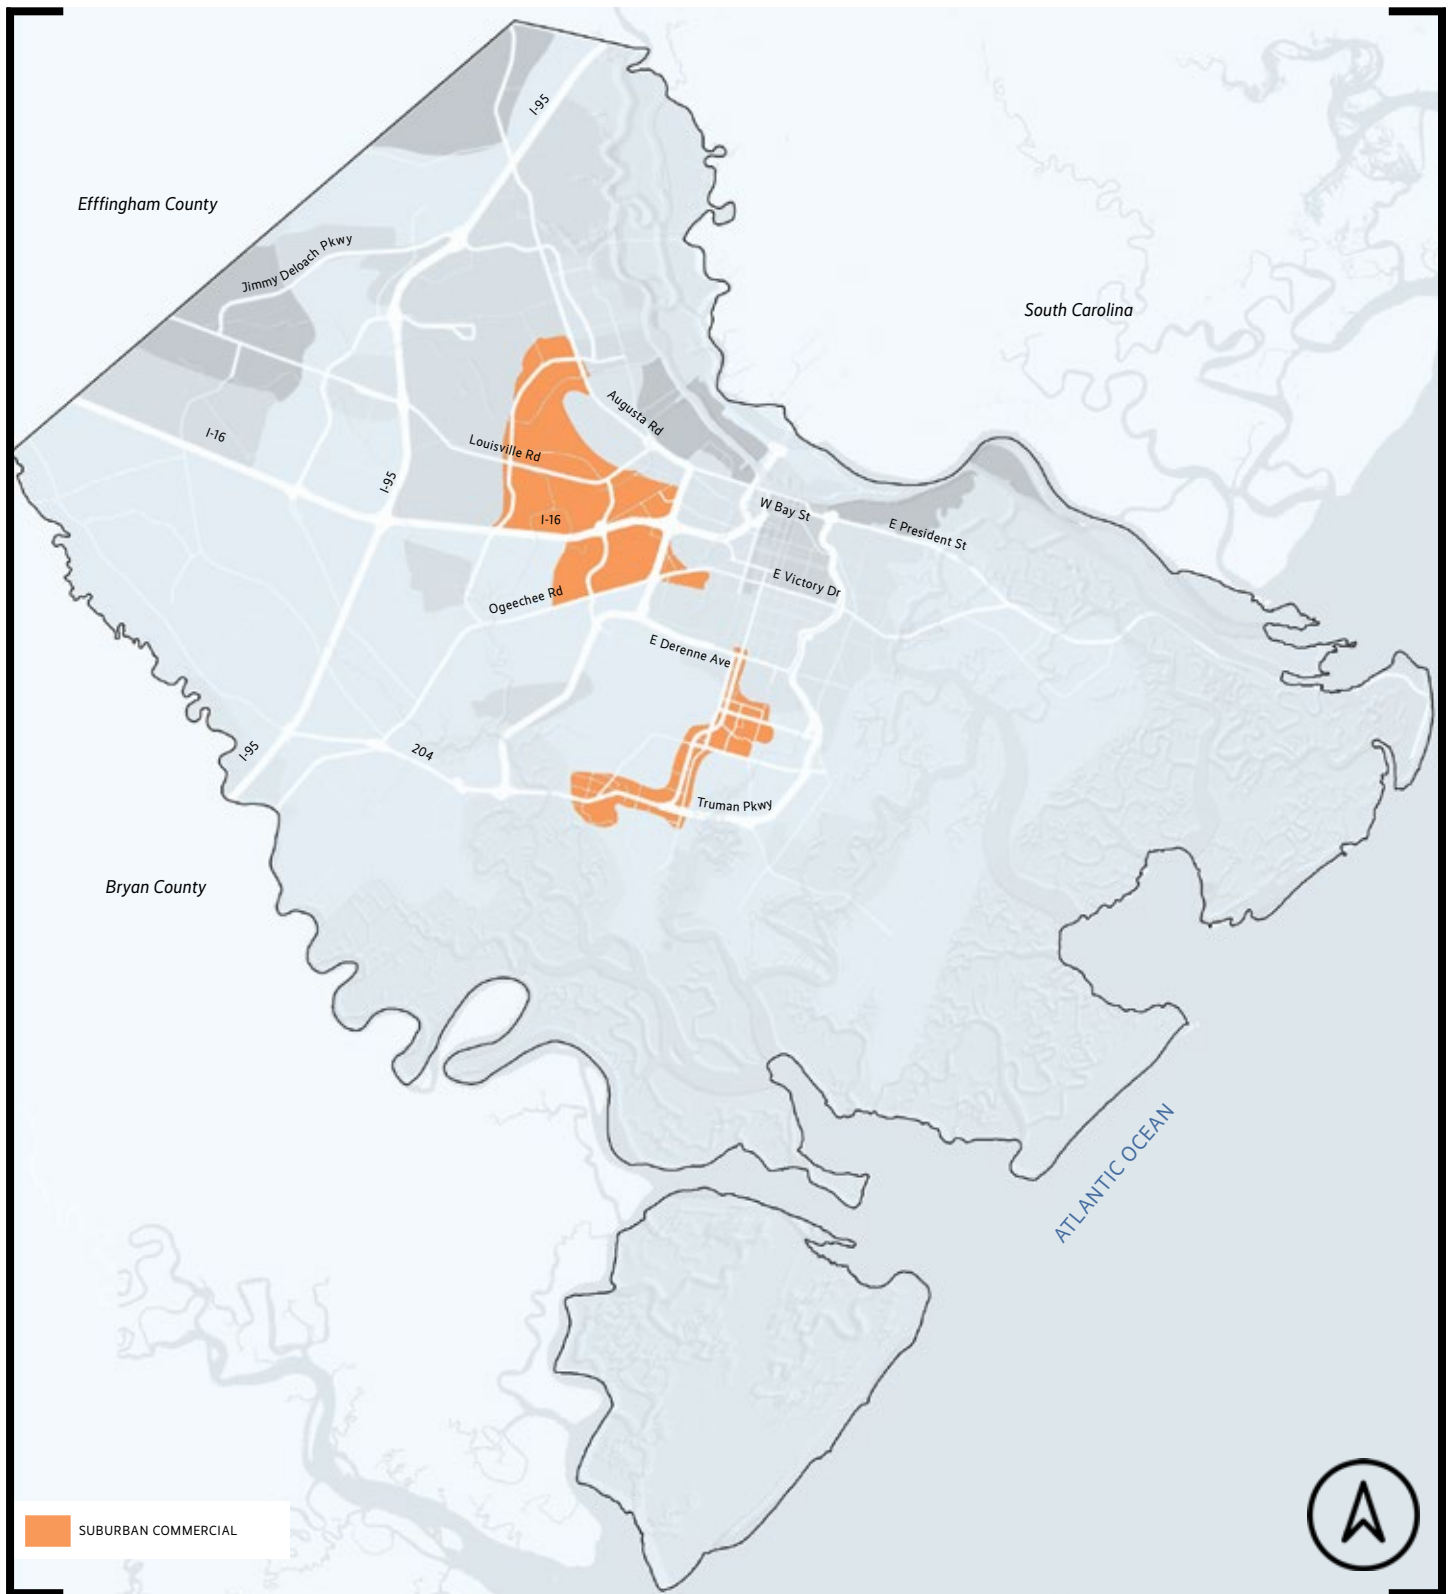 I-95
Efffingham County
Jimmy Deloach Pkwy
South Carolina
Augusta Rd
I-16
Louisville Rd
I-95
I-16
W Bay St
E President St
E Victory Dr
Ogeechee Rd
E Derenne Ave
I-95
204
Truman Pkwy
Bryan County
ATLANTIC OCEAN
SUBURBAN COMMERCIAL